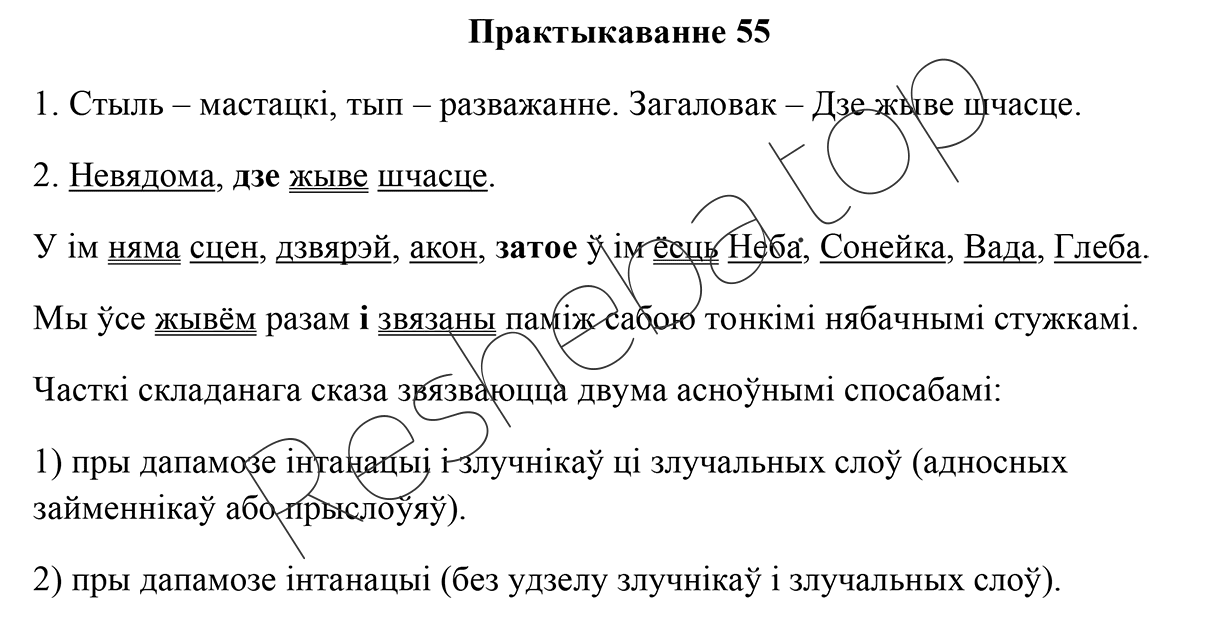 Практыкаванне 55
1. Стыль – мастацкі, тып – разважанне. Загаловак – Дзе жыве шчасце.
2. Невядома, дзе жыве шчасце.
У ім няма сцен, дзвярэй, акон, затое ў ім ёсць Неба, Сонейка, Вада, Глеба.
Мы ўсе жывём разам і звязаны паміж сабою тонкімі нябачнымі стужкамі.
Часткі складанага сказа звязваюцца двума асноўнымі спосабамі:
1) пры дапамозе інтанацыі і злучнікаў ці злучальных слоў (адносных
займеннікаў або прыслоўяў).
2) пры дапамозе інтанацыі (без удзелу злучнікаў і злучальных слоў).
Resheba top